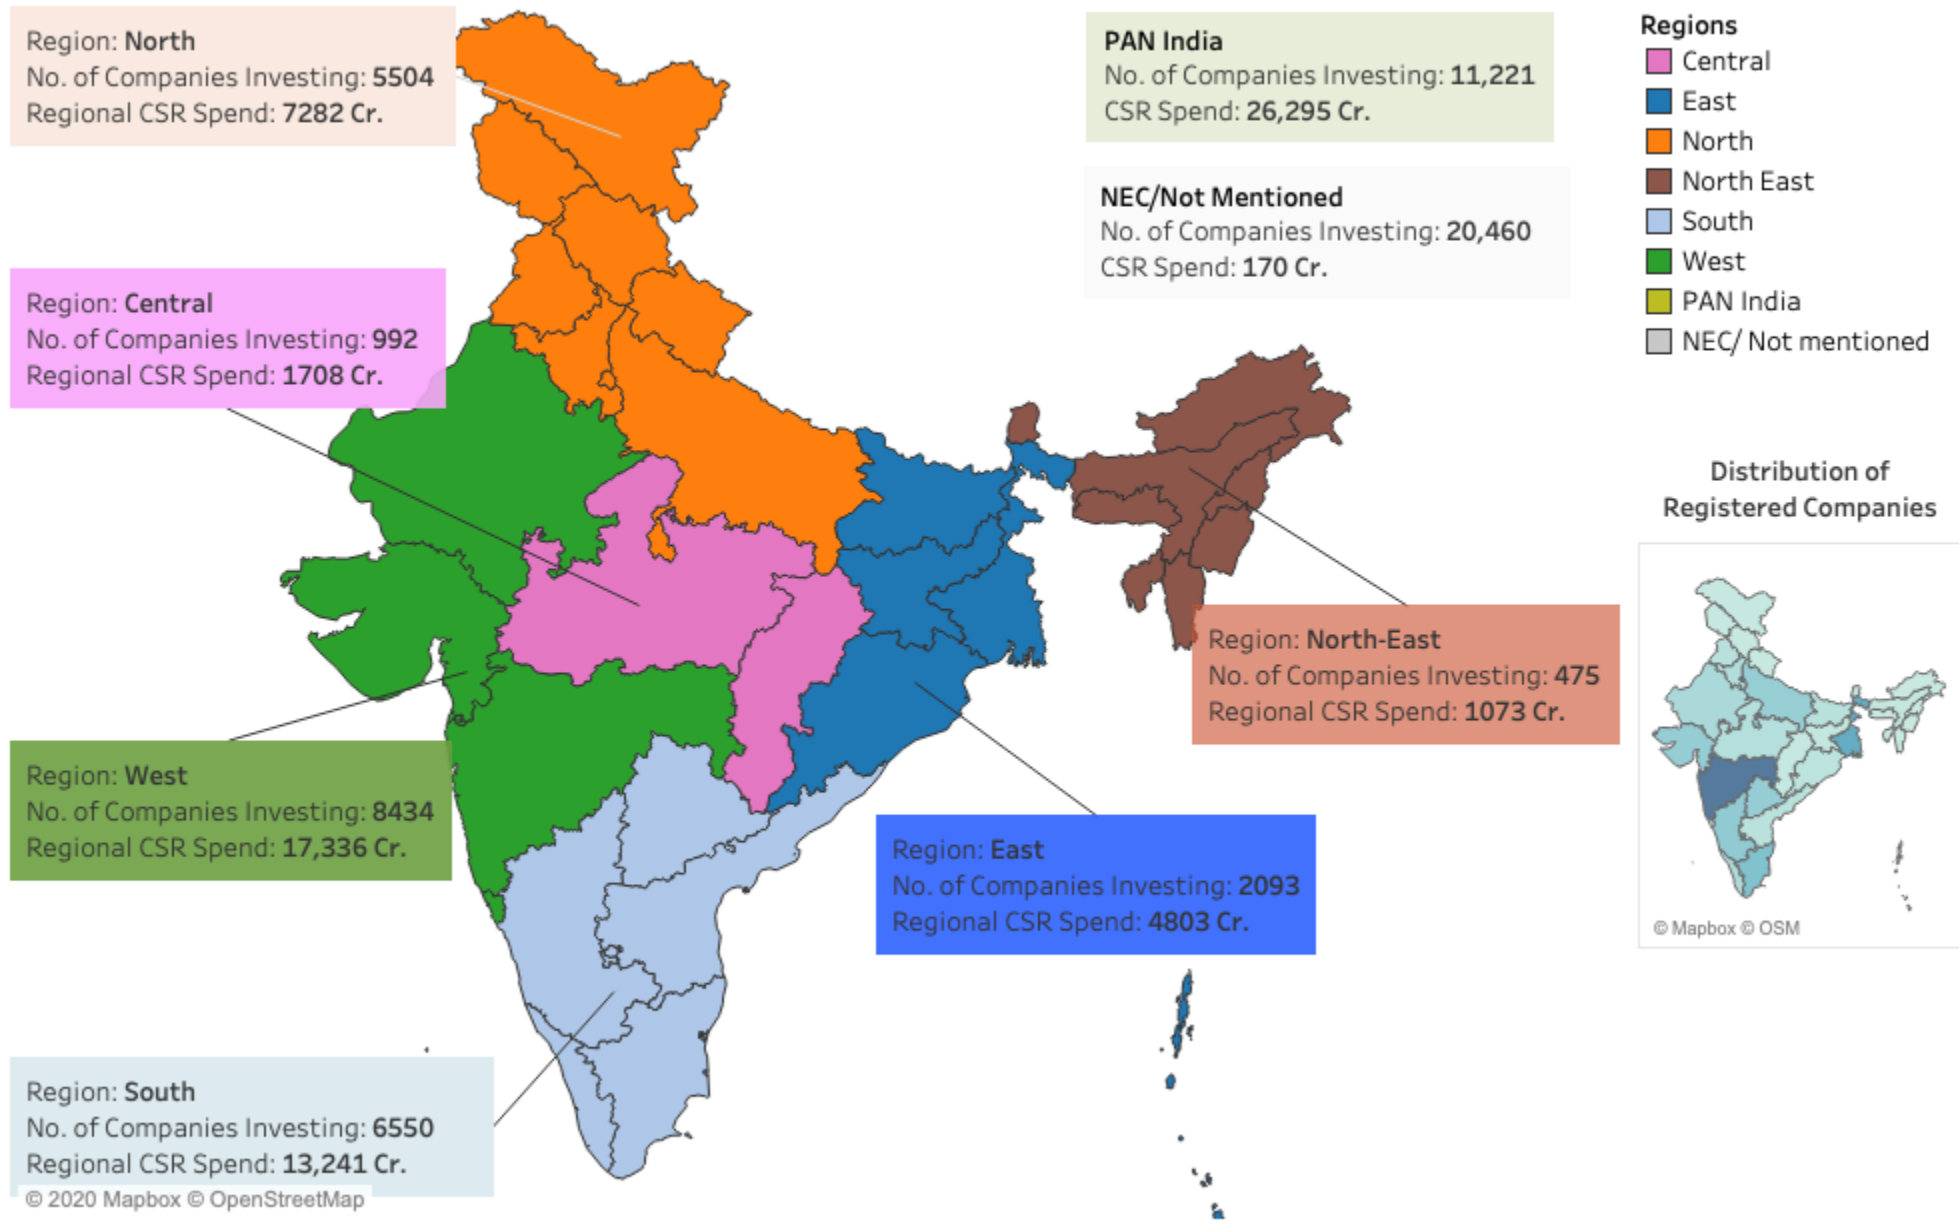 Region: North
No. of Companies Investing: 5504
Regional CSR Spend: 7282 Cr.
PAN India
No. of Companies Investing: 11,221
CSR Spend: 26,295 Cr.
NEC/Not Mentioned
No. of Companies Investing: 20,460
CSR Spend: 170 Cr.
Regions
Central
East
North
North East
South
West
PAN India
NEC/ Not mentioned
Region: Central
No. of Companies Investing: 992
Regional CSR Spend: 1708 Cr.
Distribution of
Registered Companies
© Mapbox © OSM
Region: North-East
No. of Companies Investing: 475
Regional CSR Spend: 1073 Cr.
Region: West
No. of Companies Investing: 8434
Regional CSR Spend: 17,336 Cr.
Region: East
No. of Companies Investing: 2093
Regional CSR Spend: 4803 Cr.
Region: South
No. of Companies Investing: 6550
Regional CSR Spend: 13,241 Cr.
© 2020 Mapbox © OpenStreetMap